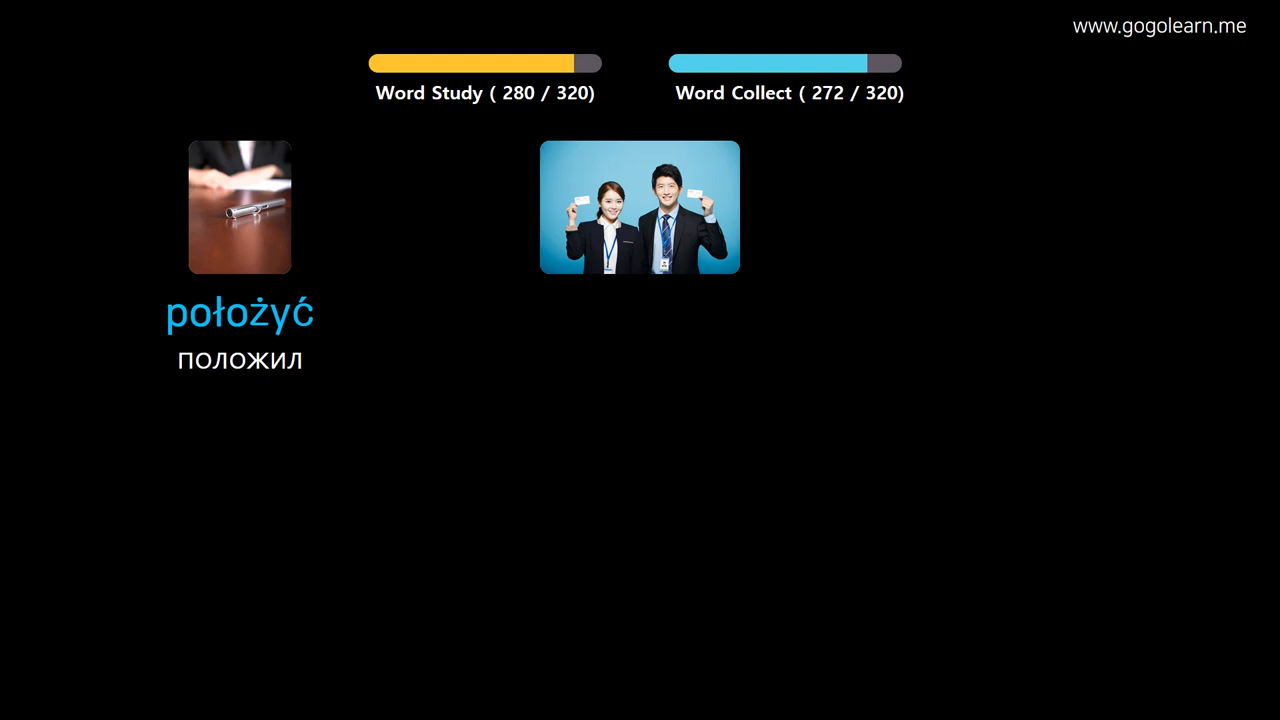 www.gogolearn.me
Word Study ( 280 / 320)
Word Collect ( 272 / 320)
położyć
положил